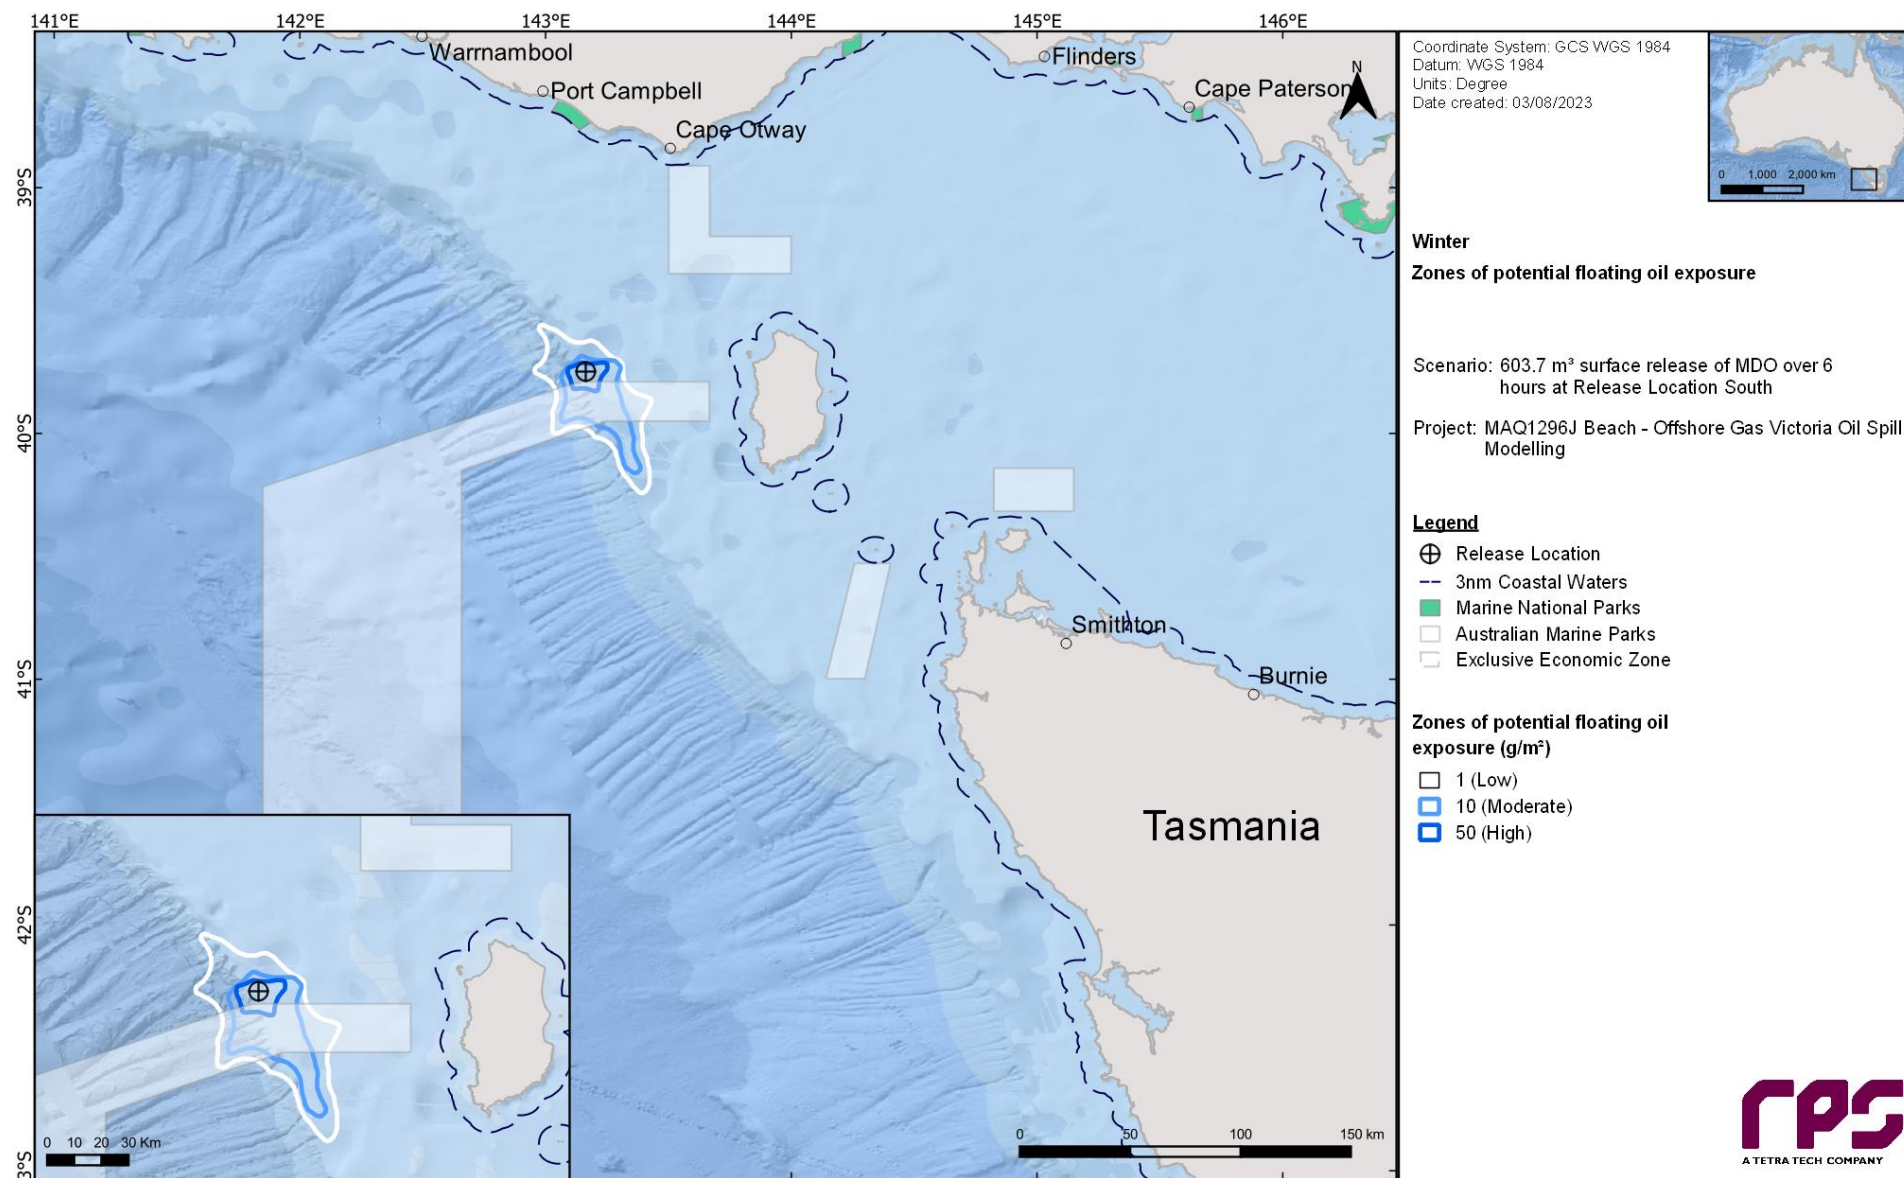 141°E 142°E 143°E 144°E 145°E 146°E
39°S
40°S
41°S
42°S
43°S
Warrnambool
Port Campbell
Cape Otway
Flinders
Cape Paterson
N
Smithton
Burnie
Tasmania
0 50 100 150 km
0 10 20 30 Km
Coordinate System: GCS WGS 1984
Datum: WGS 1984
Units: Degree
Date created: 03/08/2023
0 1,000 2,000 km
Winter
Zones of potential floating oil exposure
Scenario: 603.7 m³ surface release of MDO over 6
hours at Release Location South
Project: MAQ1296J Beach - Offshore Gas Victoria Oil Spill
Modelling
Legend
Release Location
3nm Coastal Waters
Marine National Parks
Australian Marine Parks
Exclusive Economic Zone
Zones of potential floating oil
exposure (g/m²)
1 (Low)
10 (Moderate)
50 (High)
rps
A TETRA TECH COMPANY